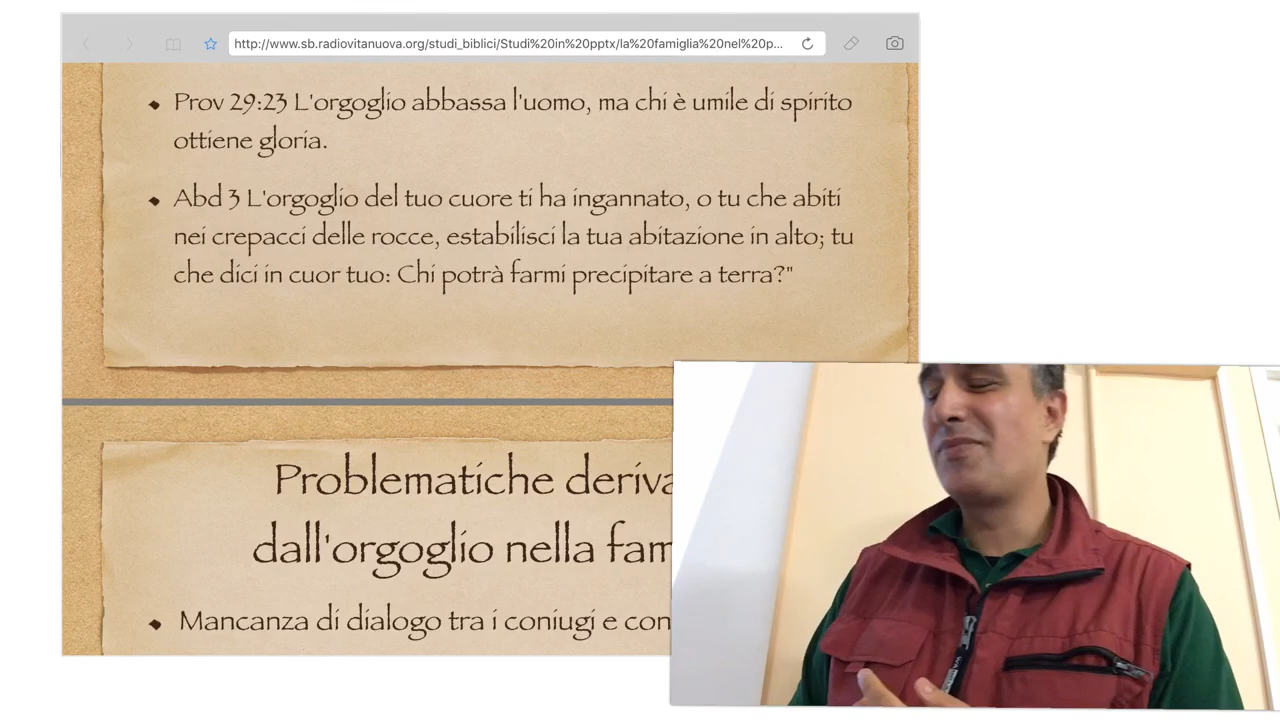 http://www.sb.radiovitanuova.org/studi_biblici/Studi%20in%20pptx/la%20famiglia%20nel%20p...
Prov 29:23 L'orgoglio abbassa l'uomo, ma chi è umile di spirito
ottiene gloria.
Abd 3 L'orgoglio del tuo cuore ti ha ingannato, o tu che abiti
nei crepacci delle rocce, estabilisci la tua abitazione in alto; tu
che dici in cuor tuo: Chi potrà farmi precipitare a terra?"
Problematiche deriva
dall'orgoglio nella fam
Mancanza di dialogo tra i coniugi e con